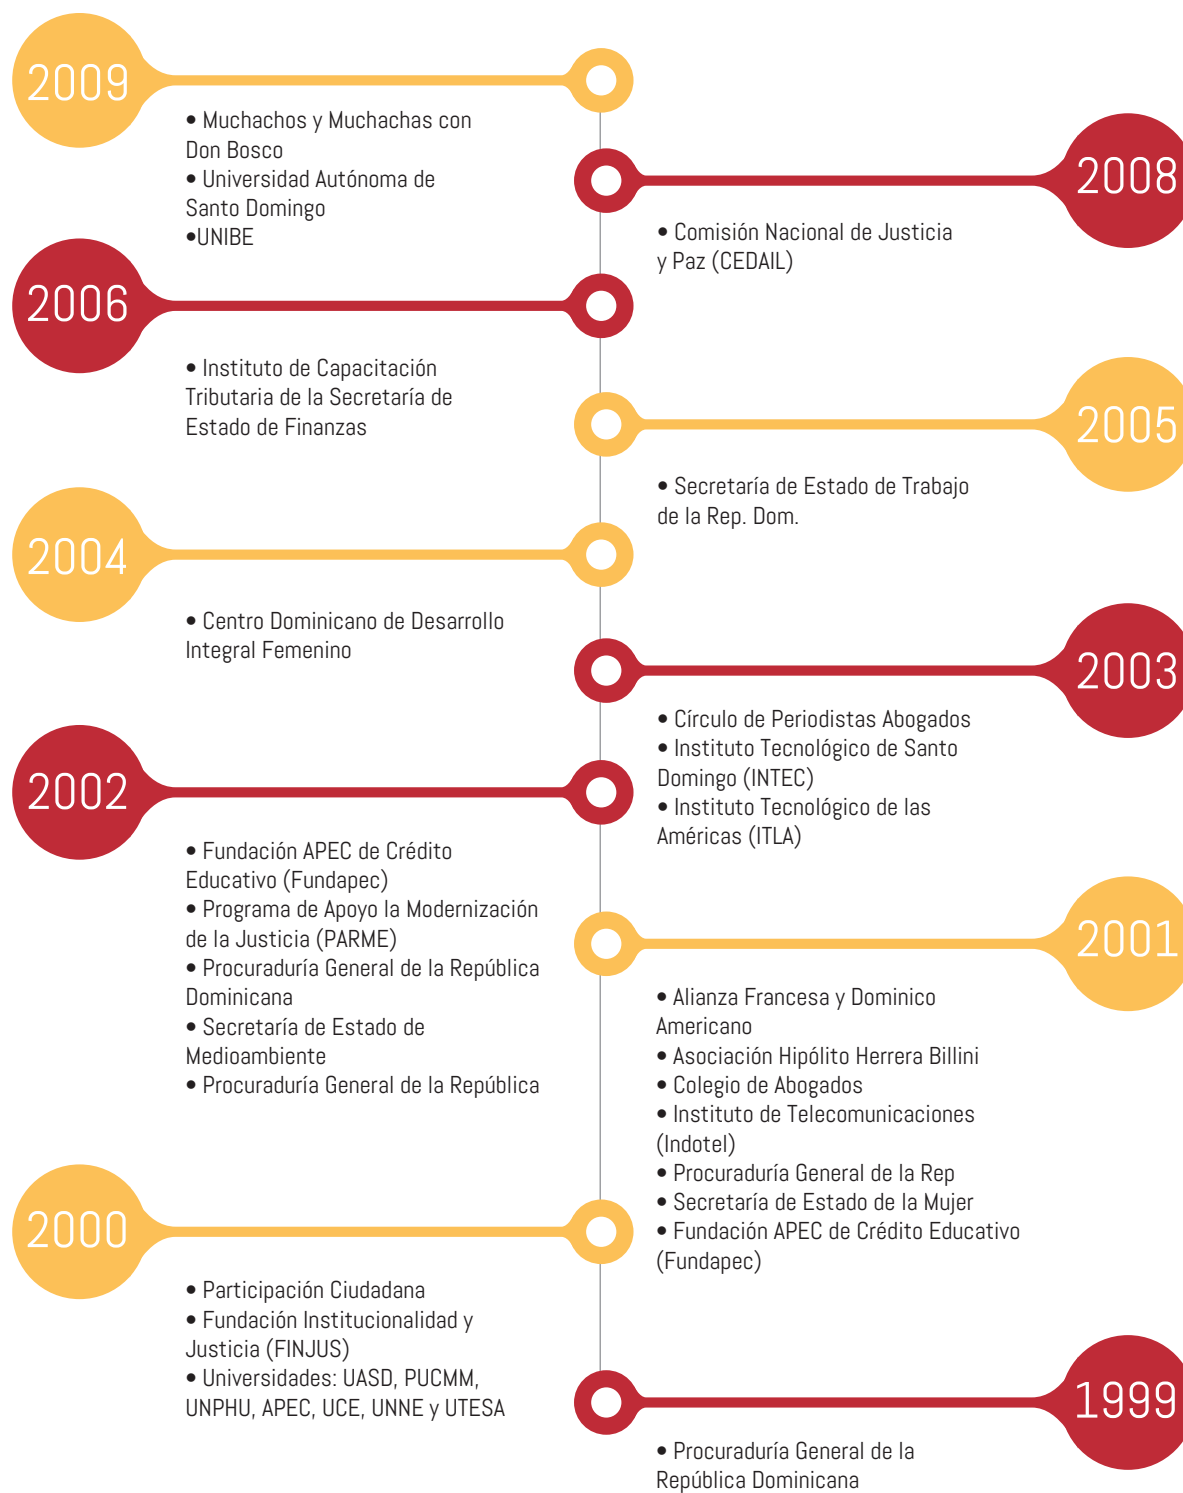 2009
• Muchachos y Muchachas con
Don Bosco
• Universidad Autónoma de
Santo Domingo
•UNIBE
2008
• Comisión Nacional de Justicia
y Paz (CEDAIL)
2006
• Instituto de Capacitación
Tributaria de la Secretaría de
Estado de Finanzas
2005
• Secretaría de Estado de Trabajo
de la Rep. Dom.
2004
• Centro Dominicano de Desarrollo
Integral Femenino
2003
• Círculo de Periodistas Abogados
• Instituto Tecnológico de Santo
Domingo (INTEC)
• Instituto Tecnológico de las
Américas (ITLA)
2002
• Fundación APEC de Crédito
Educativo (Fundapec)
• Programa de Apoyo la Modernización
de la Justicia (PARME)
• Procuraduría General de la República
Dominicana
• Secretaría de Estado de
Medioambiente
• Procuraduría General de la República
2001
• Alianza Francesa y Dominico
Americano
• Asociación Hipólito Herrera Billini
• Colegio de Abogados
• Instituto de Telecomunicaciones
(Indotel)
• Procuraduría General de la Rep
• Secretaría de Estado de la Mujer
• Fundación APEC de Crédito Educativo
(Fundapec)
2000
• Participación Ciudadana
• Fundación Institucionalidad y
Justicia (FINJUS)
• Universidades: UASD, PUCMM,
UNPHU, APEC, UCE, UNNE y UTESA
1999
• Procuraduría General de la
República Dominicana